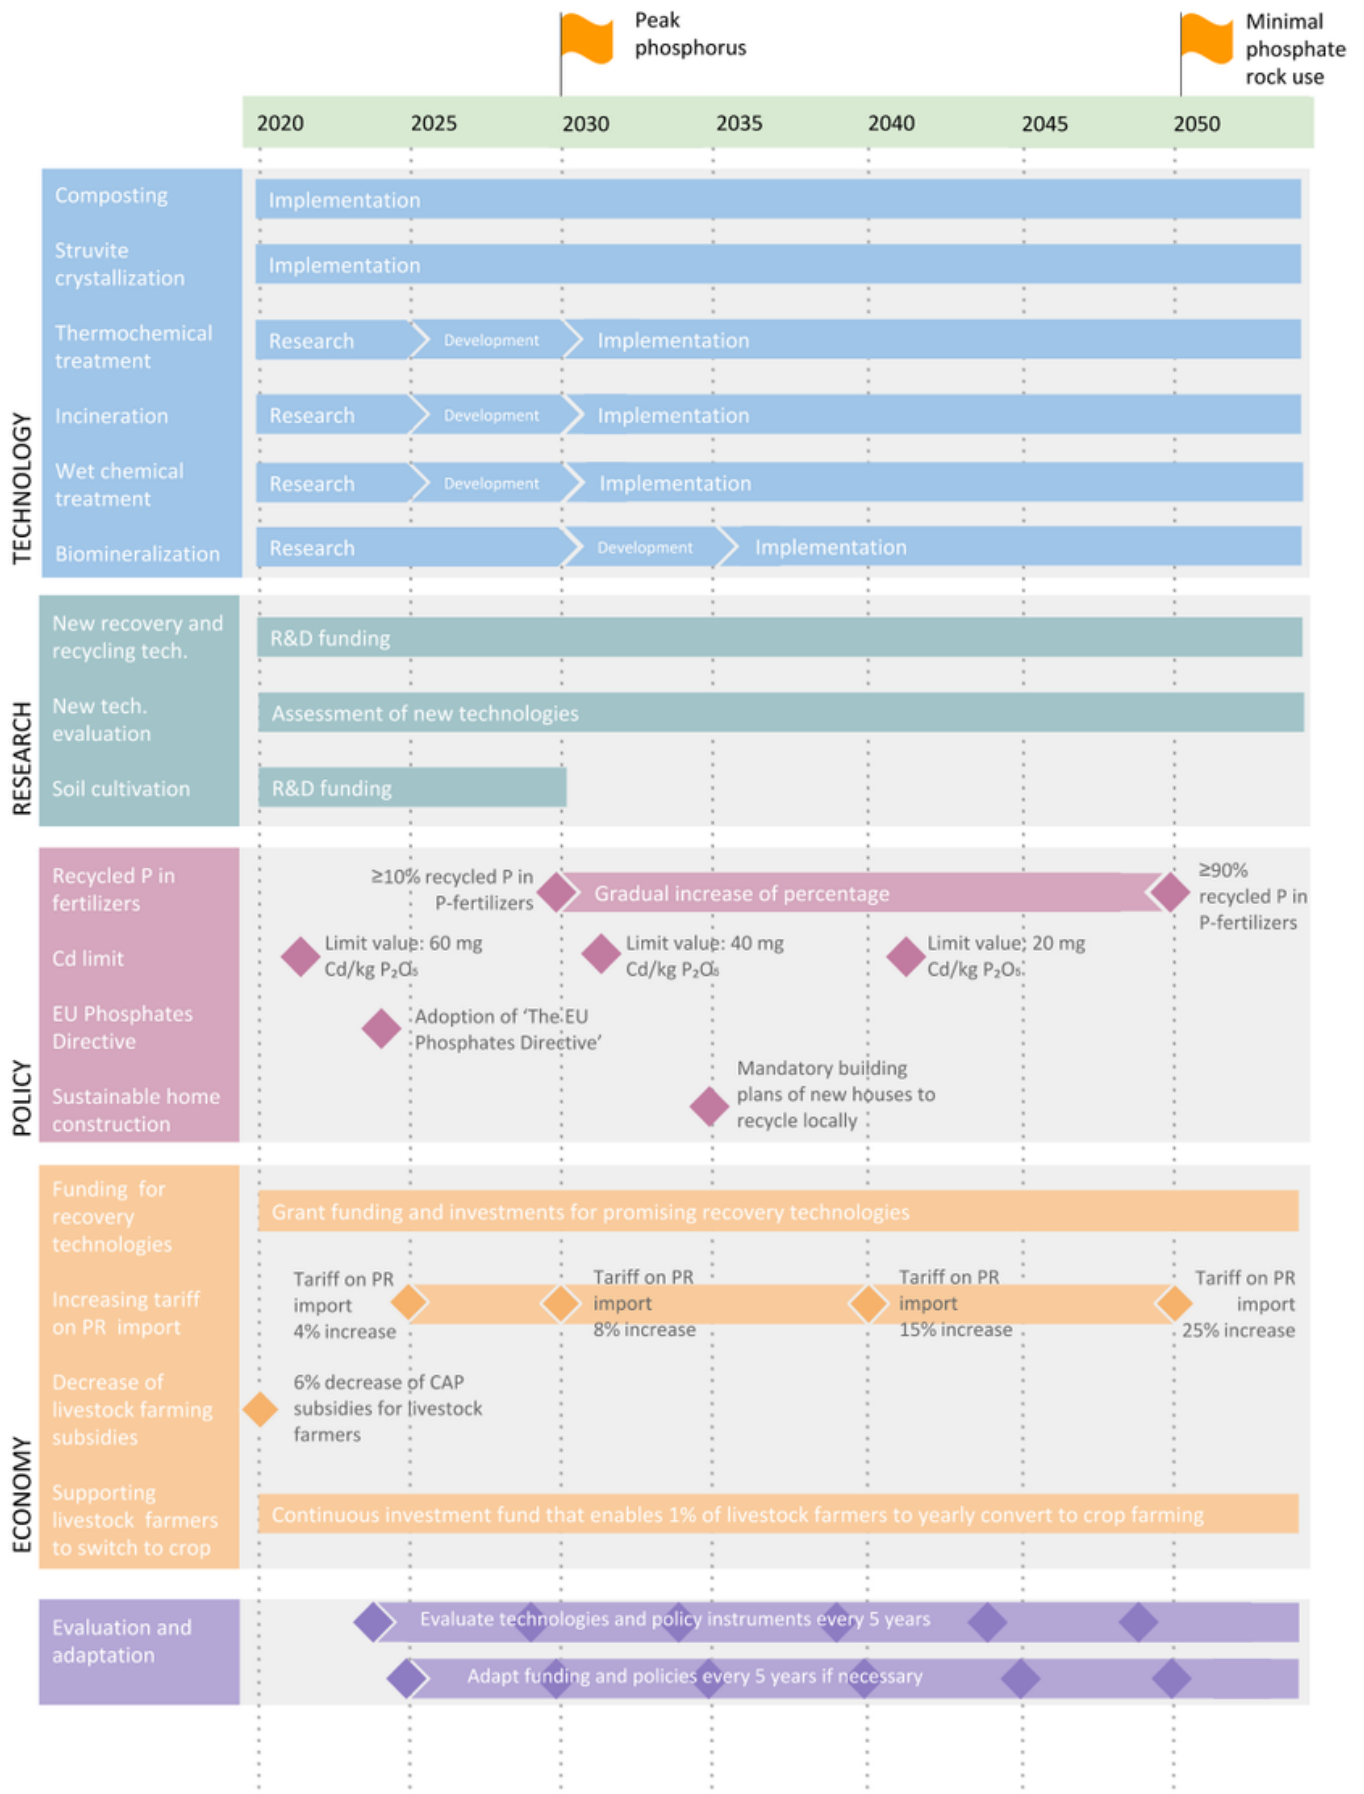 Peak
phosphorus
Minimal
phosphate
rock use
2020 2025 2030 2035 2040 2045 2050
TECHNOLOGY
Composting
Implementation
Struvite
crystallization
Implementation
Thermochemical
treatment
Research Development Implementation
Incineration
Research Development Implementation
Wet chemical
treatment
Research Development Implementation
Biomineralization
Research Development Implementation
RESEARCH
New recovery and
recycling tech.
R&D funding
New tech.
evaluation
Assessment of new technologies
Soil cultivation
R&D funding
POLICY
Recycled P in
fertilizers
≥10% recycled P in
P-fertilizers
Gradual increase of percentage
≥90%
recycled P in
P-fertilizers
Cd limit
Limit value: 60 mg
Cd/kg P₂O₅
Limit value: 40 mg
Cd/kg P₂O₅
Limit value: 20 mg
Cd/kg P₂O₅
EU Phosphates
Directive
Adoption of ‘The EU
Phosphates Directive’
Sustainable home
construction
Mandatory building
plans of new houses to
recycle locally
ECONOMY
Funding for
recovery
technologies
Grant funding and investments for promising recovery technologies
Increasing tariff
on PR import
Tariff on PR
import
4% increase
Tariff on PR
import
8% increase
Tariff on PR
import
15% increase
Tariff on PR
import
25% increase
Decrease of
livestock farming
subsidies
6% decrease of CAP
subsidies for livestock
farmers
Supporting
livestock farmers
to switch to crop
Continuous investment fund that enables 1% of livestock farmers to yearly convert to crop farming
Evaluation and
adaptation
Evaluate technologies and policy instruments every 5 years
Adapt funding and policies every 5 years if necessary